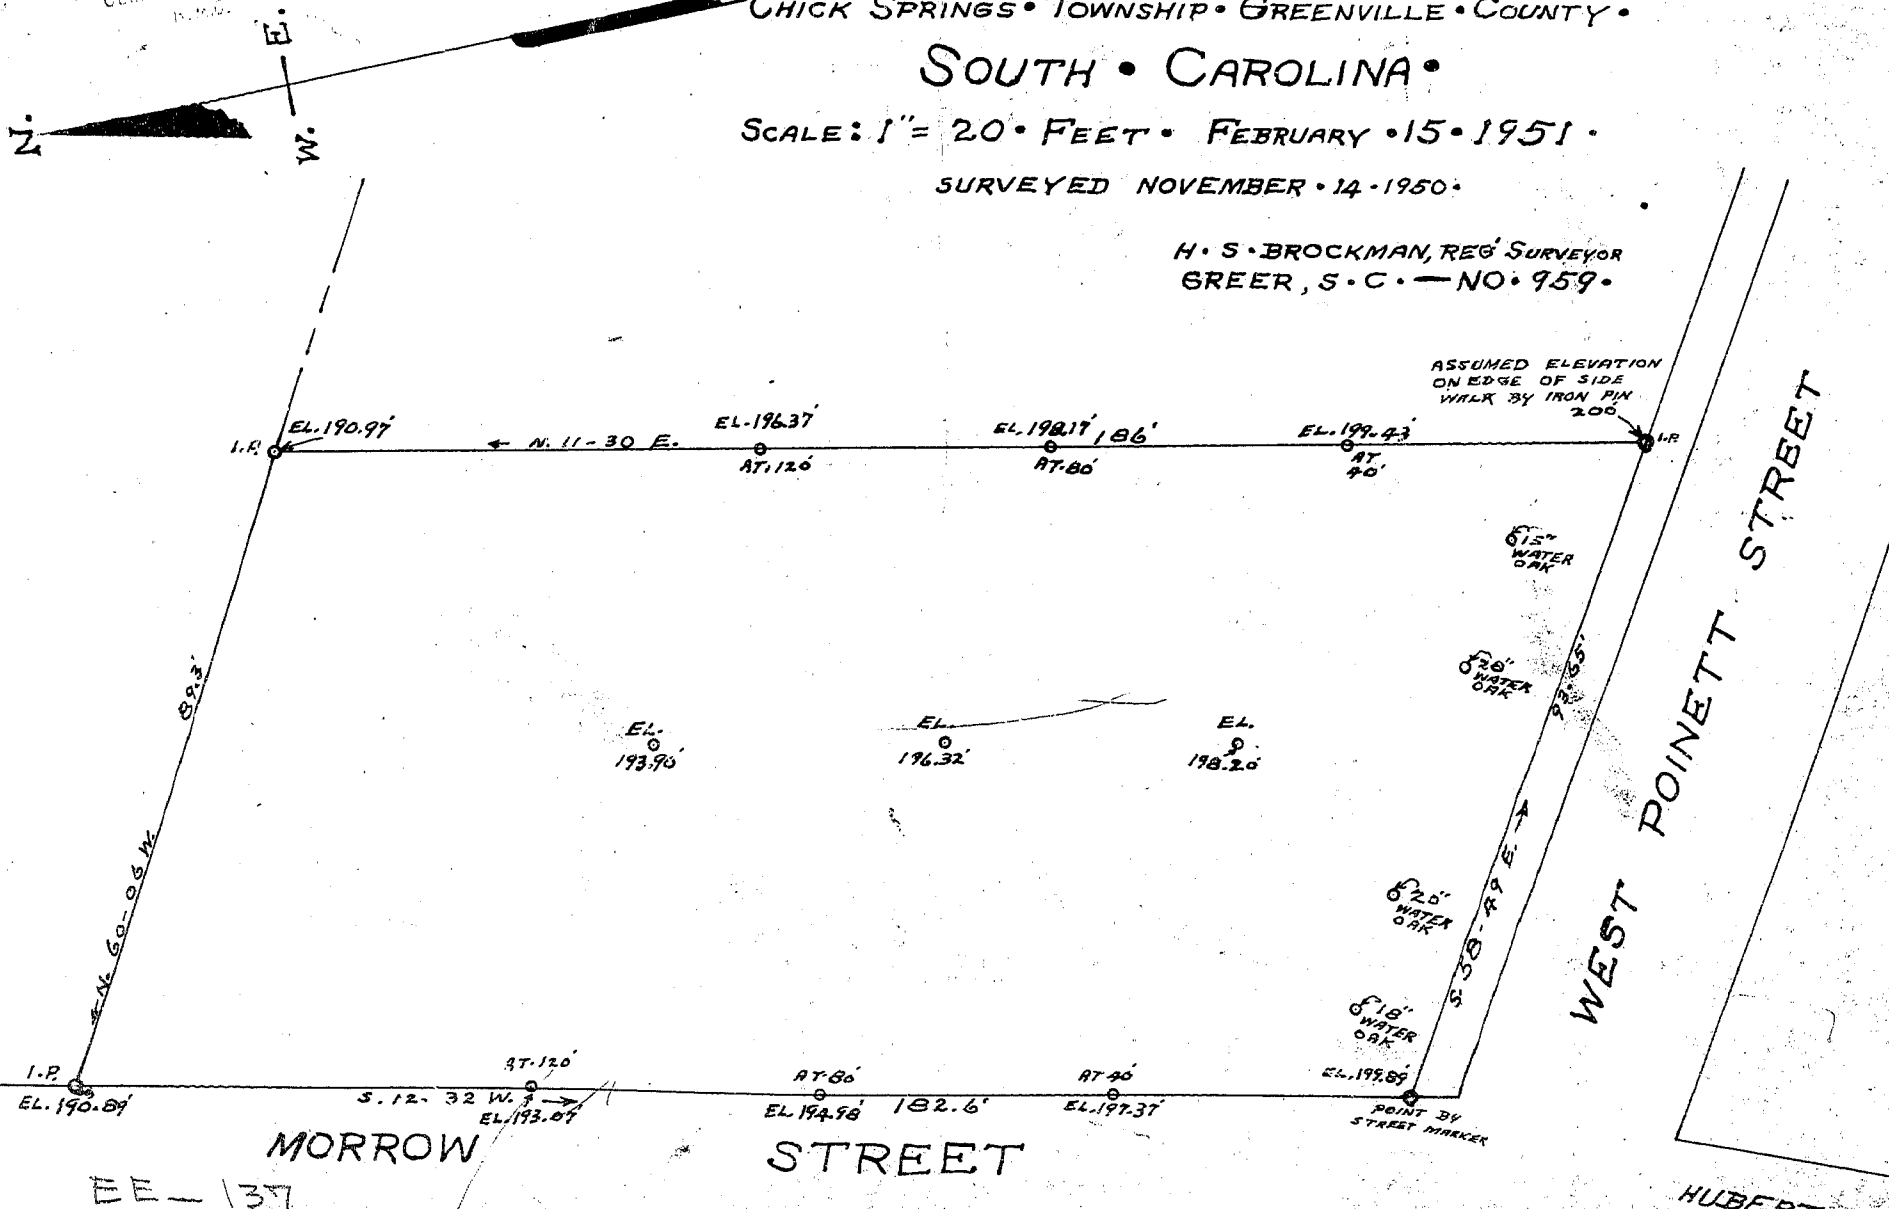 CHICK SPRINGS • TOWNSHIP • GREENVILLE • COUNTY •
SOUTH • CAROLINA •
SCALE: 1" = 20 • FEET • FEBRUARY • 15 • 1951 •
SURVEYED NOVEMBER • 14 • 1950 •
H • S • BROCKMAN, REG' SURVEYOR
GREER, S • C • — NO • 959 •
N.
E.
W.
ASSUMED ELEVATION
ON EDGE OF SIDE
WALK BY IRON PIN
200'
I.P.
EL. 190.97'
I.P.
← N. 11-30 E.
EL-196.37'
AT. 120'
EL. 198.17'
AT. 80'
186'
EL. 199.43'
AT
40'
15"
WATER
OAK
20"
WATER
OAK
20"
WATER
OAK
18"
WATER
OAK
WEST POINETT STREET
93.65'
S. 58-49 E. →
89.3'
← N. 60-06 W.
EL.
193.90'
EL.
196.32'
EL.
198.20'
I.P.
EL. 190.89'
S. 12-32 W. →
AT. 120'
EL. 193.07'
AT 80'
EL. 194.98'
182.6'
AT 40'
EL. 197.37'
EL. 199.89'
POINT BY
STREET MARKER
MORROW STREET
EE — 137